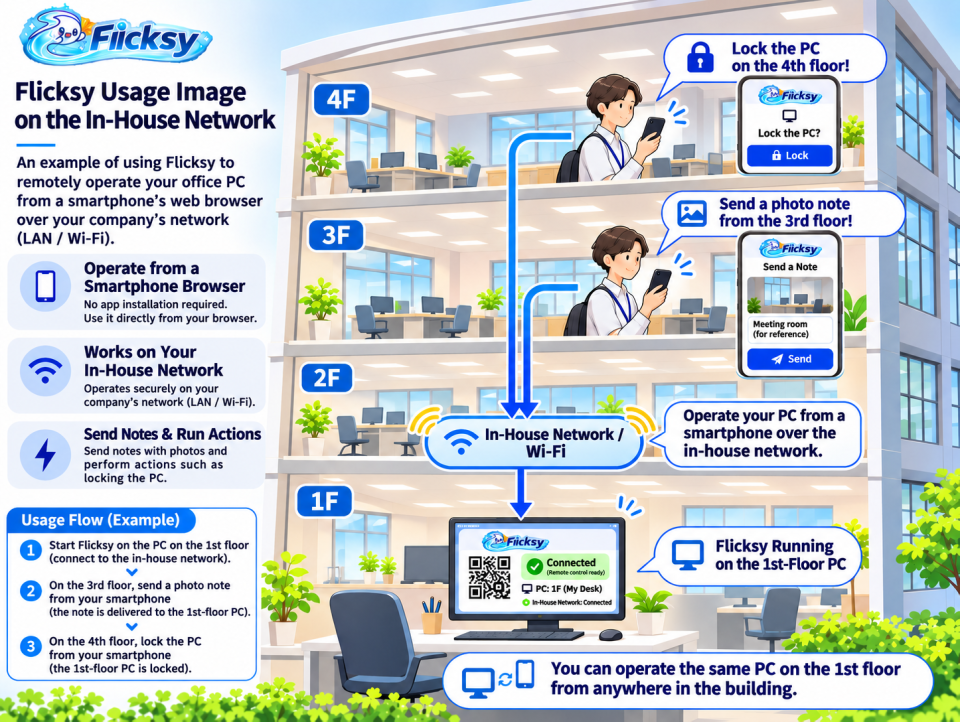 Flicksy
Flicksy Usage Image
on the In-House Network
An example of using Flicksy to
remotely operate your office PC
from a smartphone's web browser
over your company's network
(LAN / Wi-Fi).
Operate from a
Smartphone Browser
No app installation required.
Use it directly from your browser.
Works on Your
In-House Network
Operates securely on your
company's network (LAN / Wi-Fi).
Send Notes & Run Actions
Send notes with photos and
perform actions such as
locking the PC.
Usage Flow (Example)
1 Start Flicksy on the PC on the 1st floor
(connect to the in-house network).
2 On the 3rd floor, send a photo note
from your smartphone
(the note is delivered to the 1st-floor PC).
3 On the 4th floor, lock the PC
from your smartphone
(the 1st-floor PC is locked).
4F
Lock the PC
on the 4th floor!
Flicksy
Lock the PC?
Lock
3F
Send a photo note
from the 3rd floor!
Flicksy
Send a Note
Meeting room
(for reference)
Send
2F
In-House Network /
Wi-Fi
Operate your PC from a
smartphone over the
in-house network.
1F
Flicksy
Connected
(Remote control ready)
PC: 1F (My Desk)
In-House Network: Connected
Flicksy Running
on the 1st-Floor PC
You can operate the same PC on the 1st floor
from anywhere in the building.